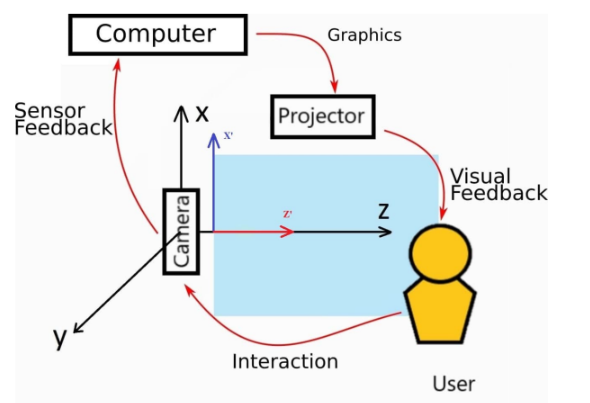 Computer
Graphics
Sensor
Feedback
Projector
X
x'
Visual
Feedback
Camera
z'
Z
y
Interaction
User